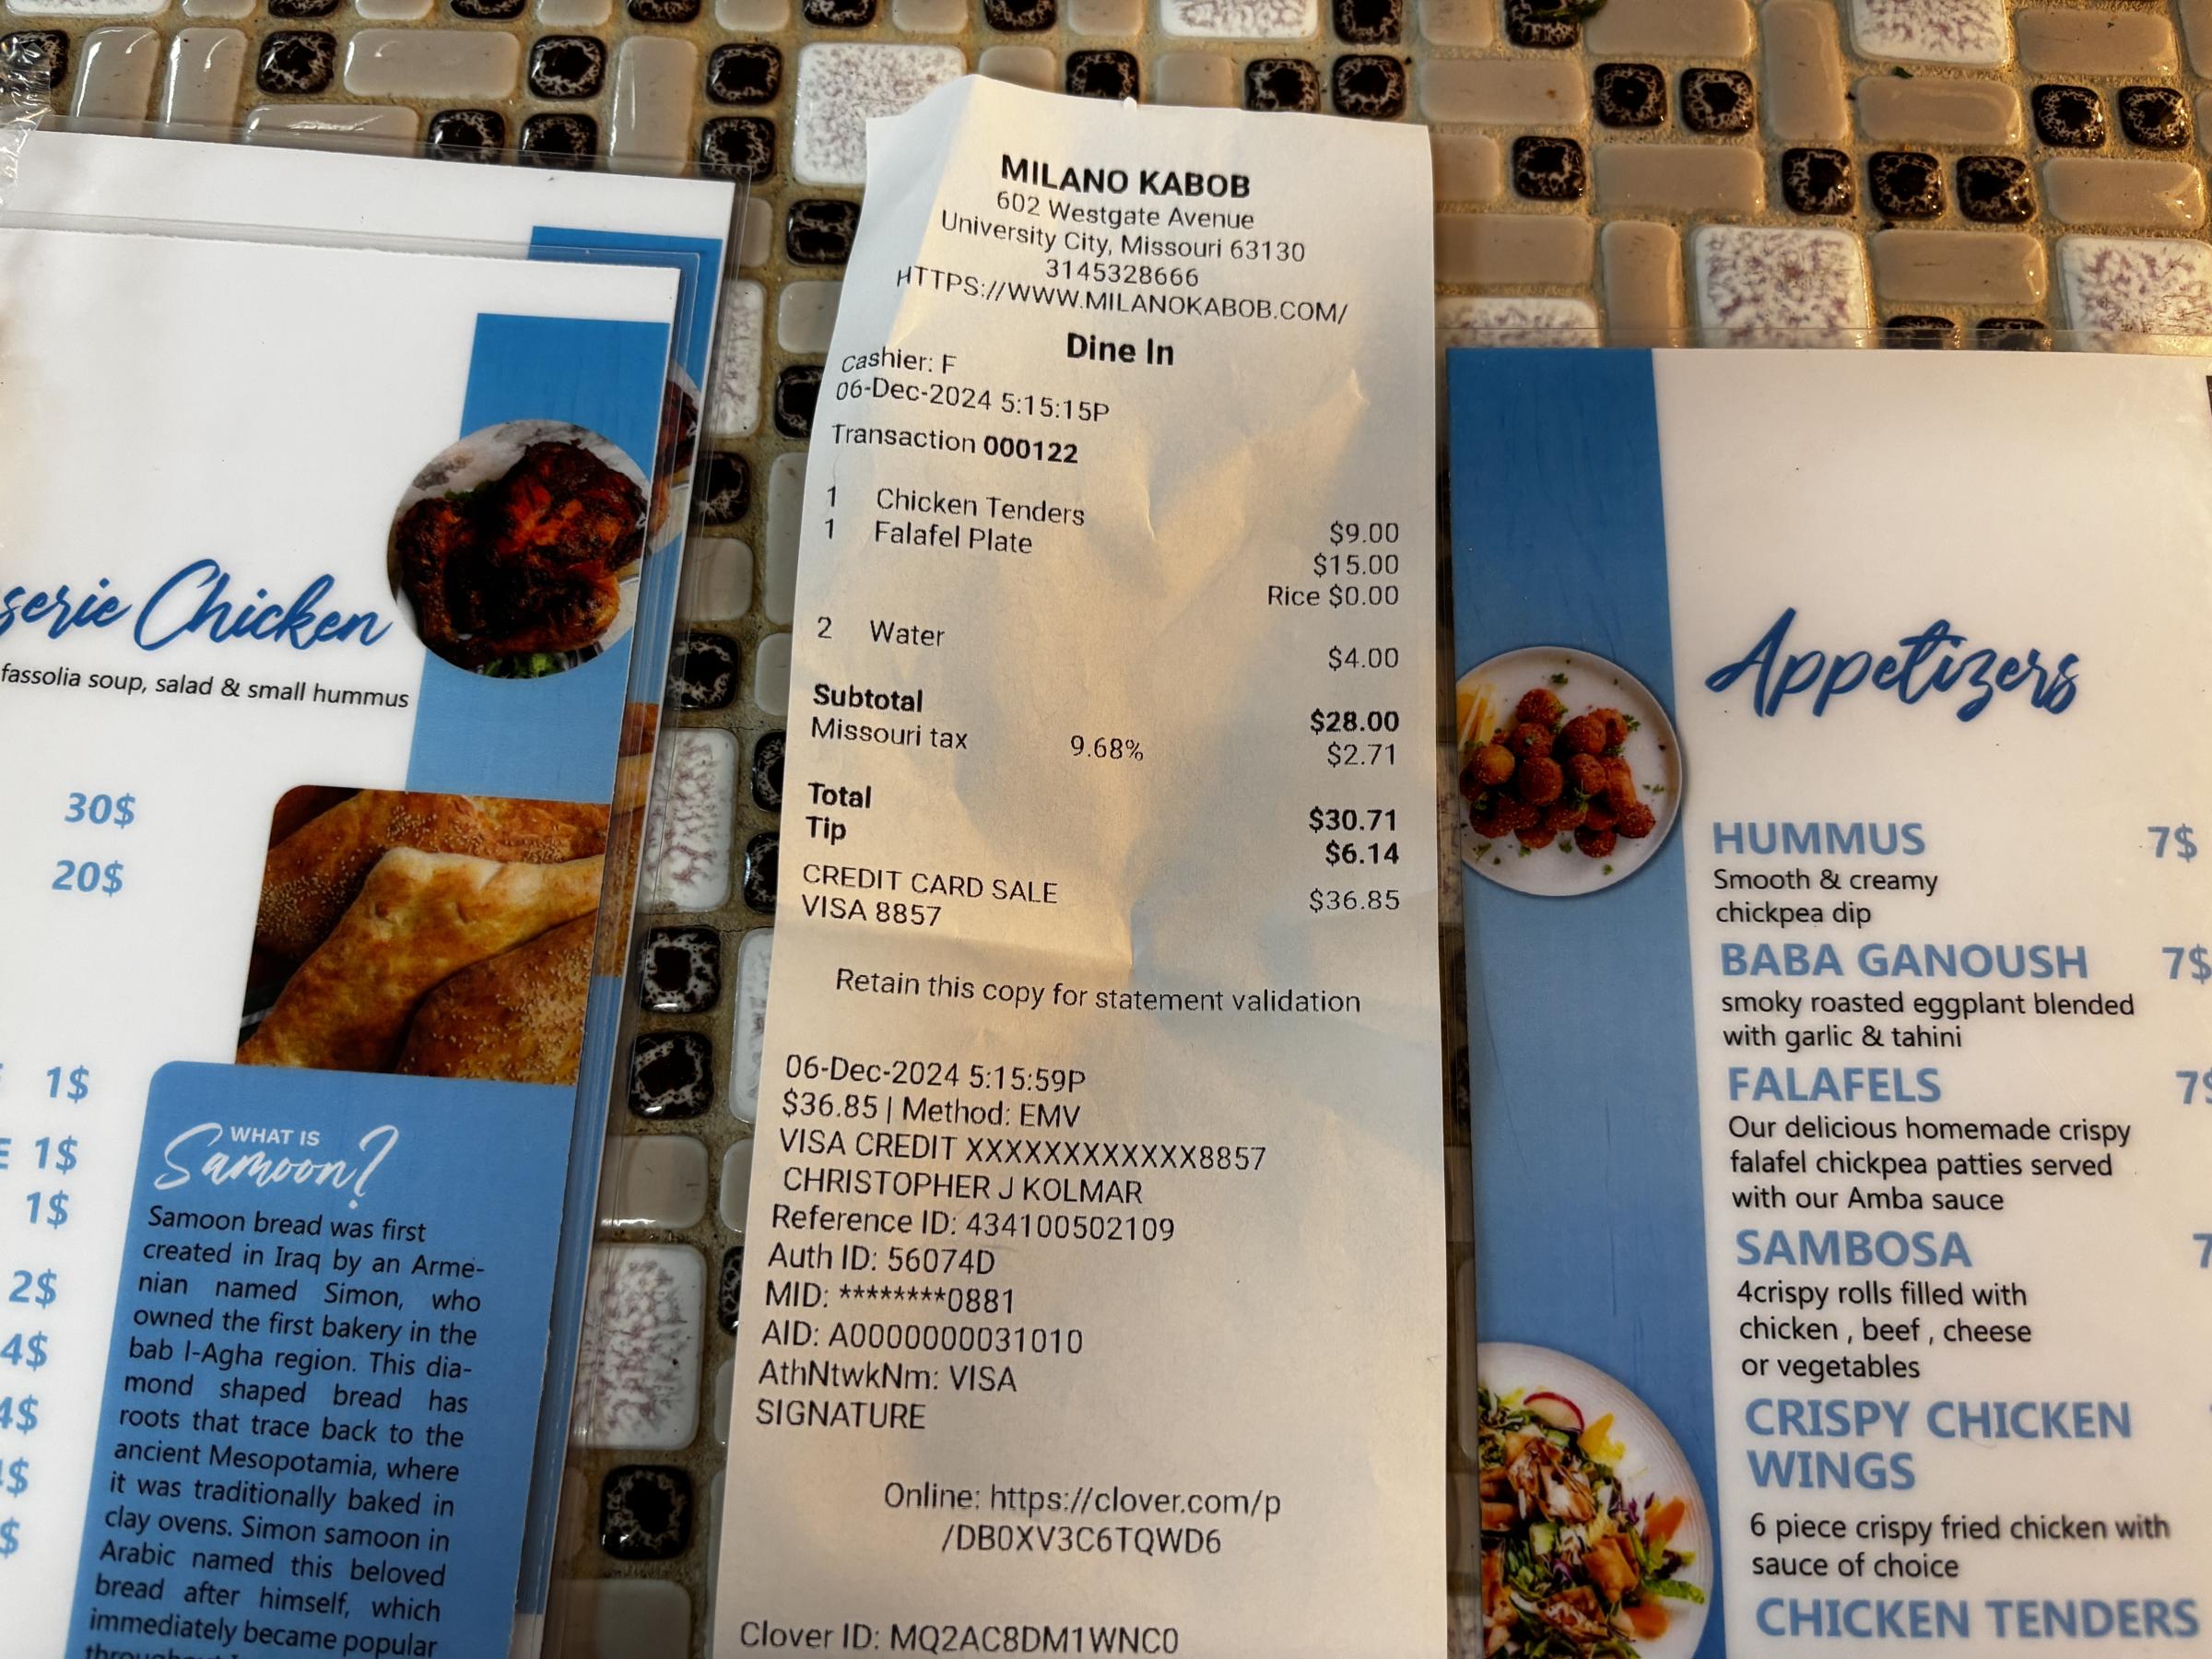 serie Chicken
fassolia soup, salad & small hummus
30$
20$
1$
E 1$
1$
2$
4$
4$
$
$
WHAT IS
Samoon?
Samoon bread was first
created in Iraq by an Arme-
nian named Simon, who
owned the first bakery in the
bab l-Agha region. This dia-
mond shaped bread has
roots that trace back to the
ancient Mesopotamia, where
it was traditionally baked in
clay ovens. Simon samoon in
Arabic named this beloved
bread after himself, which
immediately became popular
MILANO KABOB
602 Westgate Avenue
University City, Missouri 63130
3145328666
HTTPS://WWW.MILANOKABOB.COM/
Dine In
Cashier: F
06-Dec-2024 5:15:15P
Transaction 000122
1 Chicken Tenders $9.00
1 Falafel Plate $15.00
Rice $0.00
2 Water $4.00
Subtotal $28.00
Missouri tax 9.68% $2.71
Total $30.71
Tip $6.14
CREDIT CARD SALE $36.85
VISA 8857
Retain this copy for statement validation
06-Dec-2024 5:15:59P
$36.85 | Method: EMV
VISA CREDIT XXXXXXXXXXXX8857
CHRISTOPHER J KOLMAR
Reference ID: 434100502109
Auth ID: 56074D
MID: ********0881
AID: A0000000031010
AthNtwkNm: VISA
SIGNATURE
Online: https://clover.com/p
/DB0XV3C6TQWD6
Clover ID: MQ2AC8DM1WNC0
Appetizers
HUMMUS 7$
Smooth & creamy
chickpea dip
BABA GANOUSH 7$
smoky roasted eggplant blended
with garlic & tahini
FALAFELS 7$
Our delicious homemade crispy
falafel chickpea patties served
with our Amba sauce
SAMBOSA 7
4crispy rolls filled with
chicken , beef , cheese
or vegetables
CRISPY CHICKEN
WINGS
6 piece crispy fried chicken with
sauce of choice
CHICKEN TENDERS